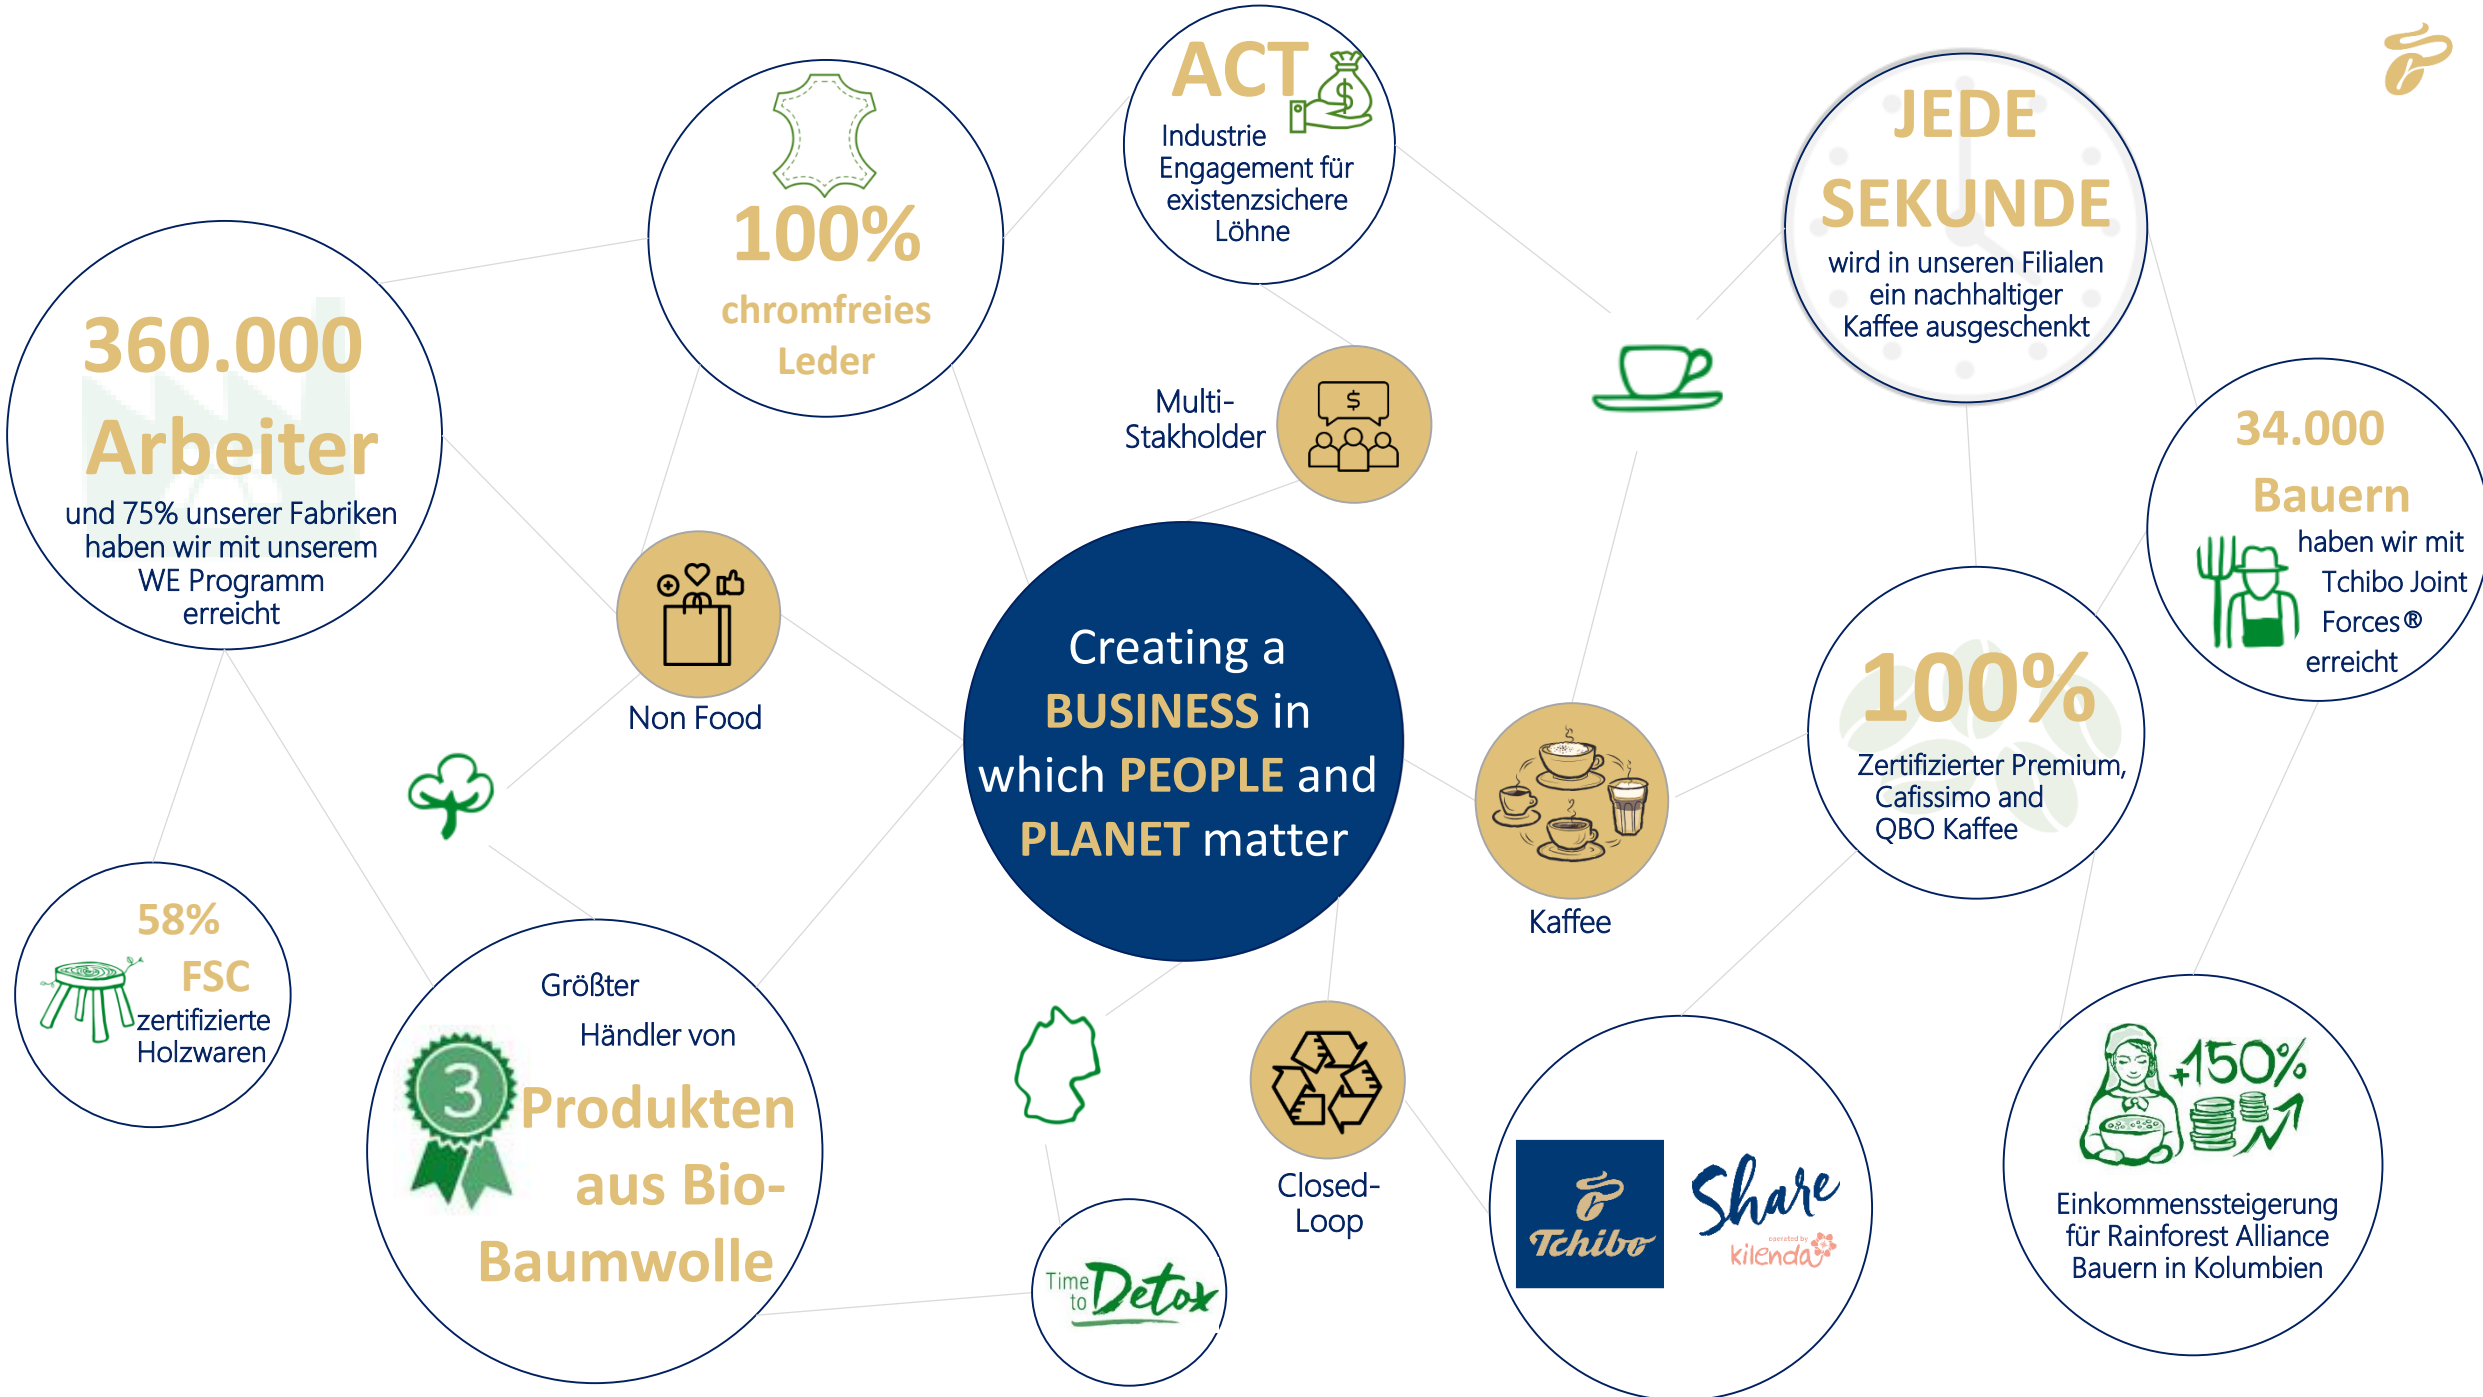 ACT
Industrie
Engagement für
existenzsichere
Löhne
JEDE
SEKUNDE
wird in unseren Filialen
ein nachhaltiger
Kaffee ausgeschenkt
100%
chromfreies
Leder
360.000
Arbeiter
und 75% unserer Fabriken
haben wir mit unserem
WE Programm
erreicht
Multi-
Stakholder
$
$
34.000
Bauern
haben wir mit
Tchibo Joint
Forces®
erreicht
Non Food
Creating a
BUSINESS in
which PEOPLE and
PLANET matter
100%
Zertifizierter Premium,
Cafissimo and
QBO Kaffee
Kaffee
58%
FSC
zertifizierte
Holzwaren
Größter
Händler von
3
Produkten
aus Bio-
Baumwolle
Closed-
Loop
Time
to
Detox
Tchibo
Share
operated by
kilenda
+150%
Einkommenssteigerung
für Rainforest Alliance
Bauern in Kolumbien